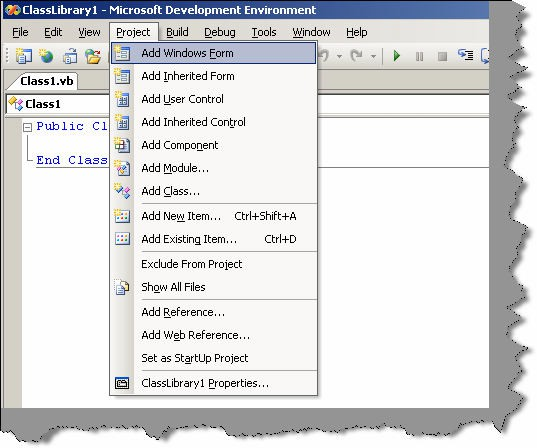 ClassLibrary1 - Microsoft Development Environment
File Edit View Project Build Debug Tools Window Help
Class1.vb
Class1
Public Cl
End Class
Add Windows Form
Add Inherited Form
Add User Control
Add Inherited Control
Add Component
Add Module...
Add Class...
Add New Item... Ctrl+Shift+A
Add Existing Item... Ctrl+D
Exclude From Project
Show All Files
Add Reference...
Add Web Reference...
Set as StartUp Project
ClassLibrary1 Properties...